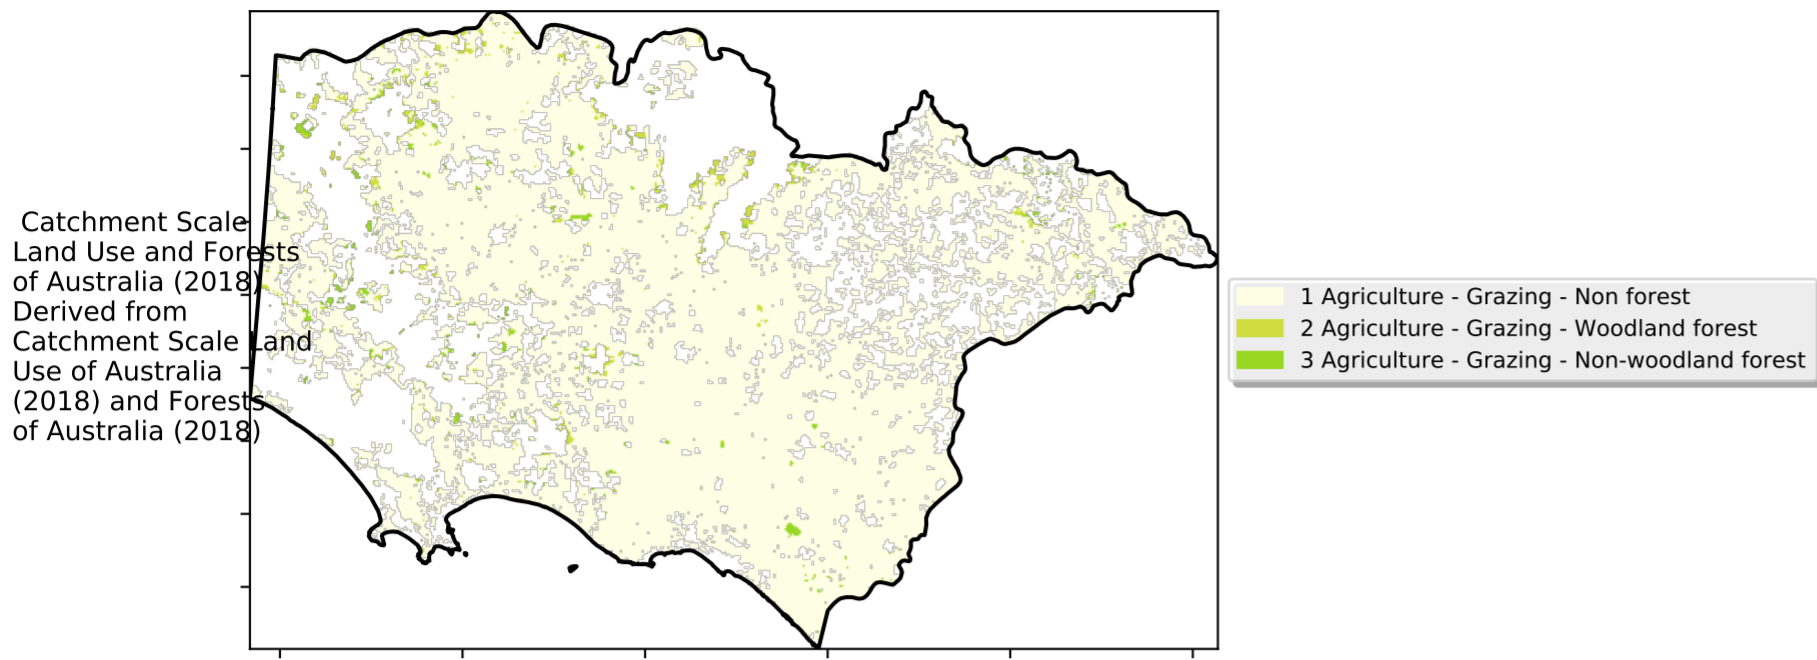 Catchment Scale
Land Use and Forests
of Australia (2018)
Derived from
Catchment Scale Land
Use of Australia
(2018) and Forests
of Australia (2018)
1 Agriculture - Grazing - Non forest
2 Agriculture - Grazing - Woodland forest
3 Agriculture - Grazing - Non-woodland forest